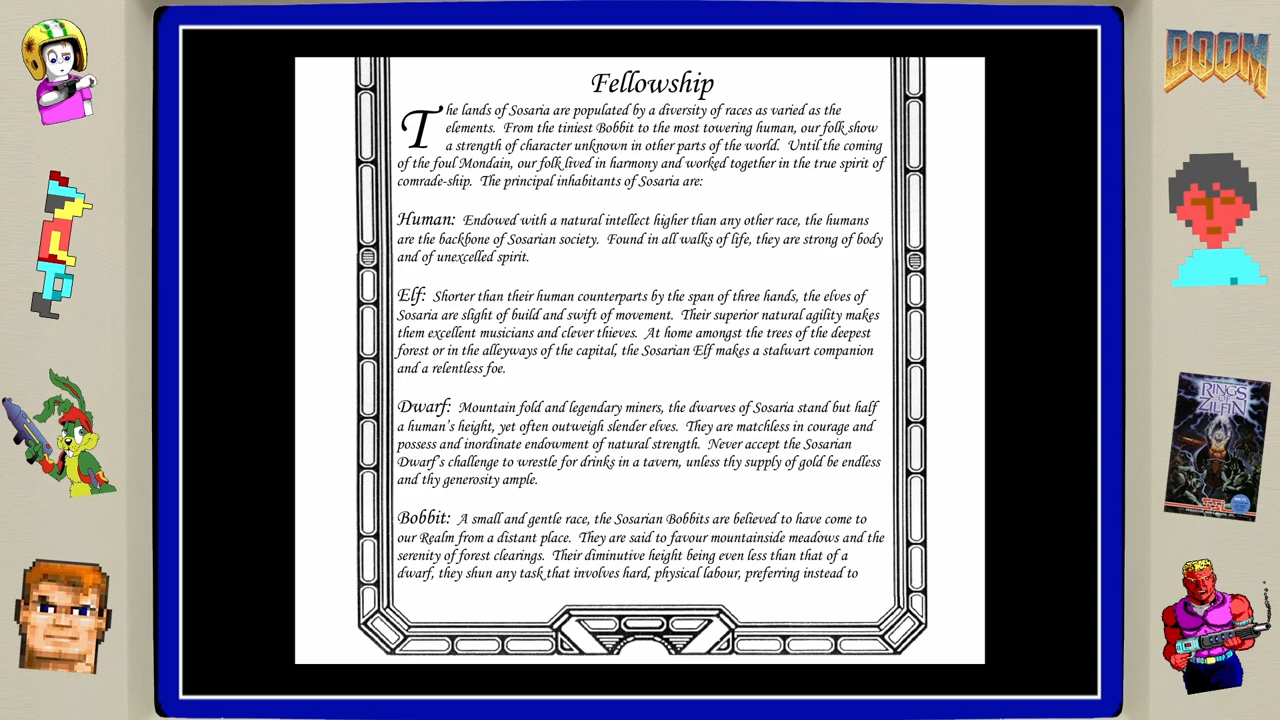 Fellowship
The lands of Sosaria are populated by a diversity of races as varied as the
elements. From the tiniest Bobbit to the most towering human, our folk show
a strength of character unknown in other parts of the world. Until the coming
of the foul Mondain, our folk lived in harmony and worked together in the true spirit of
comrade-ship. The principal inhabitants of Sosaria are:
Human: Endowed with a natural intellect higher than any other race, the humans
are the backbone of Sosarian society. Found in all walks of life, they are strong of body
and of unexcelled spirit.
Elf: Shorter than their human counterparts by the span of three hands, the elves of
Sosaria are slight of build and swift of movement. Their superior natural agility makes
them excellent musicians and clever thieves. At home amongst the trees of the deepest
forest or in the alleyways of the capital, the Sosarian Elf makes a stalwart companion
and a relentless foe.
Dwarf: Mountain fold and legendary miners, the dwarves of Sosaria stand but half
a human's height, yet often outweigh slender elves. They are matchless in courage and
possess and inordinate endowment of natural strength. Never accept the Sosarian
Dwarf's challenge to wrestle for drinks in a tavern, unless thy supply of gold be endless
and thy generosity ample.
Bobbit: A small and gentle race, the Sosarian Bobbits are believed to have come to
our Realm from a distant place. They are said to favour mountainside meadows and the
serenity of forest clearings. Their diminutive height being even less than that of a
dwarf, they shun any task that involves hard, physical labour, preferring instead to
DOOM
RINGS
OF
ZILFIN
SSI